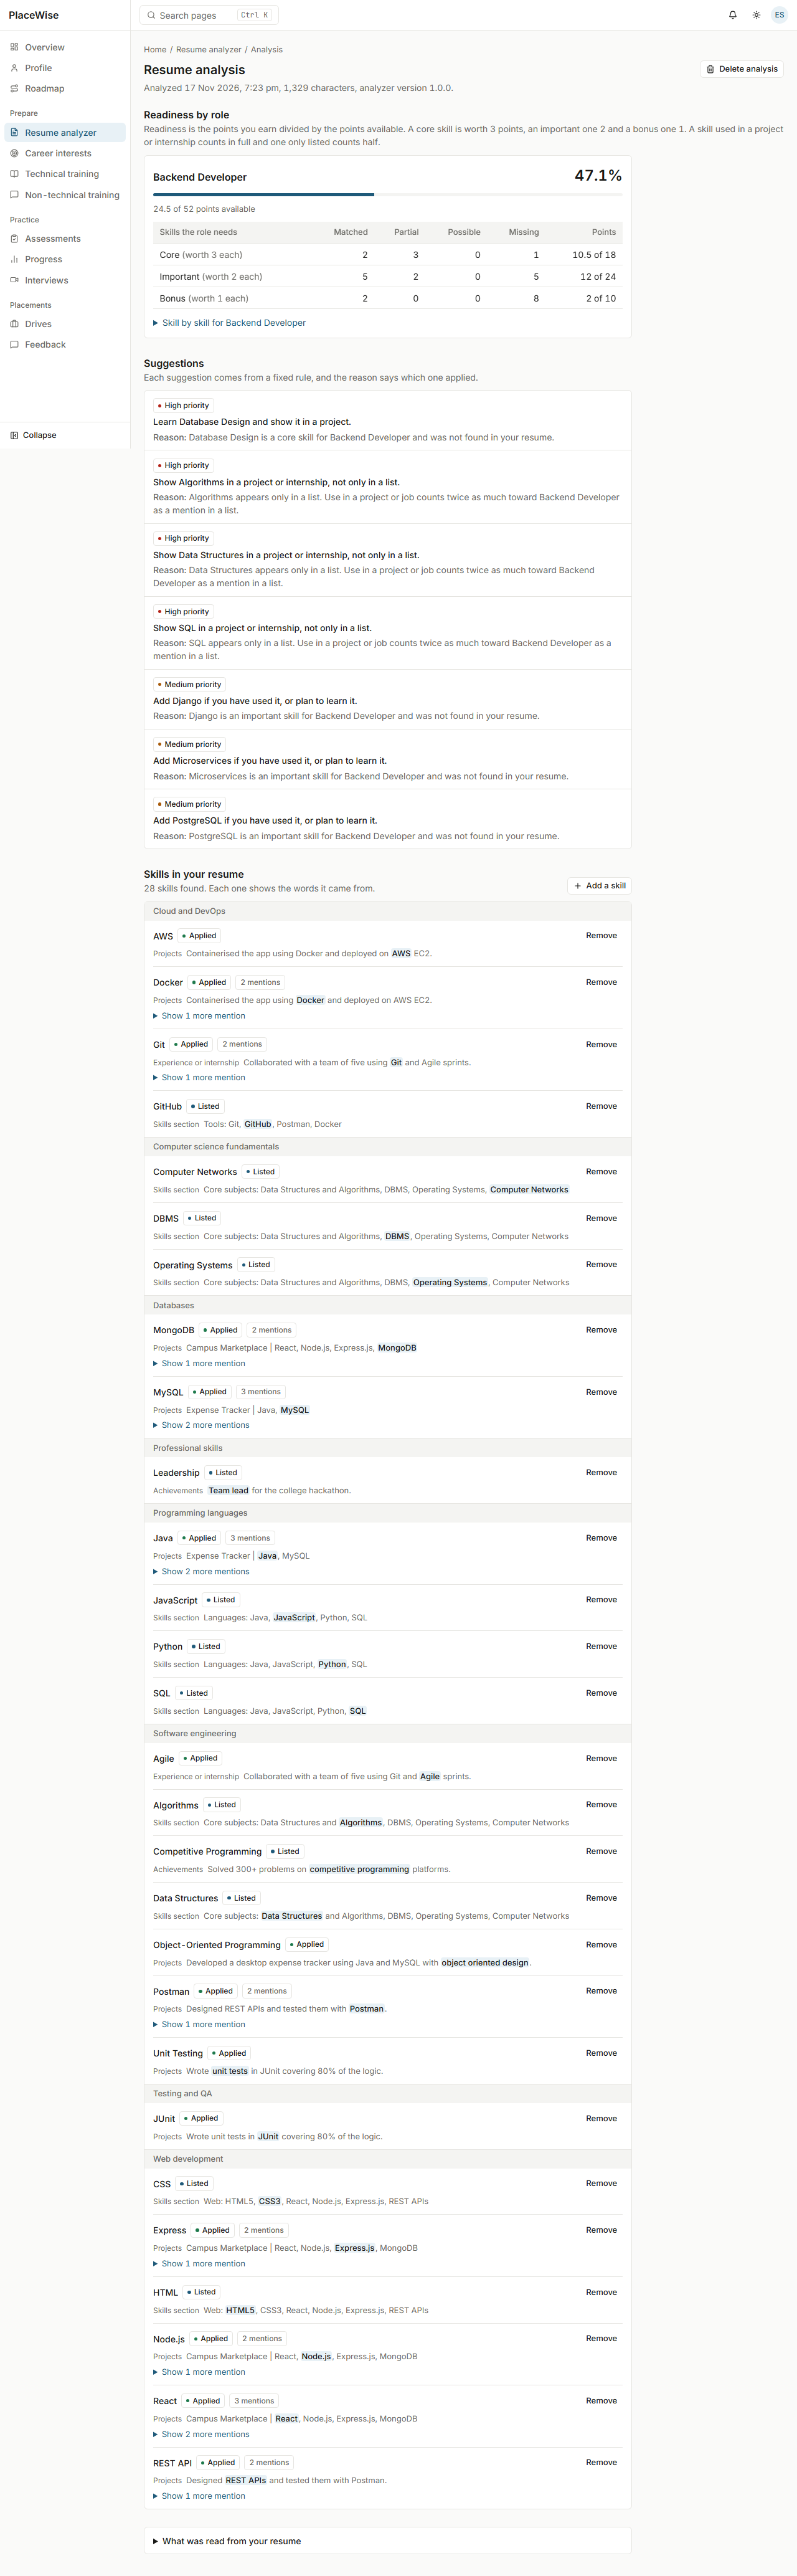 PlaceWise
Search pages
Ctrl K
ES
Overview
Profile
Roadmap
Prepare
Resume analyzer
Career interests
Technical training
Non-technical training
Practice
Assessments
Progress
Interviews
Placements
Drives
Feedback
Collapse
Home / Resume analyzer / Analysis
Resume analysis
Delete analysis
Analyzed 17 Nov 2026, 7:23 pm, 1,329 characters, analyzer version 1.0.0.
Readiness by role
Readiness is the points you earn divided by the points available. A core skill is worth 3 points, an important one 2 and a bonus one 1. A skill used in a project
or internship counts in full and one only listed counts half.
Backend Developer 47.1%
24.5 of 52 points available
Skills the role needs Matched Partial Possible Missing Points
Core (worth 3 each) 2 3 0 1 10.5 of 18
Important (worth 2 each) 5 2 0 5 12 of 24
Bonus (worth 1 each) 2 0 0 8 2 of 10
Skill by skill for Backend Developer
Suggestions
Each suggestion comes from a fixed rule, and the reason says which one applied.
High priority
Learn Database Design and show it in a project.
Reason: Database Design is a core skill for Backend Developer and was not found in your resume.
High priority
Show Algorithms in a project or internship, not only in a list.
Reason: Algorithms appears only in a list. Use in a project or job counts twice as much toward Backend Developer
as a mention in a list.
High priority
Show Data Structures in a project or internship, not only in a list.
Reason: Data Structures appears only in a list. Use in a project or job counts twice as much toward Backend
Developer as a mention in a list.
High priority
Show SQL in a project or internship, not only in a list.
Reason: SQL appears only in a list. Use in a project or job counts twice as much toward Backend Developer as a
mention in a list.
Medium priority
Add Django if you have used it, or plan to learn it.
Reason: Django is an important skill for Backend Developer and was not found in your resume.
Medium priority
Add Microservices if you have used it, or plan to learn it.
Reason: Microservices is an important skill for Backend Developer and was not found in your resume.
Medium priority
Add PostgreSQL if you have used it, or plan to learn it.
Reason: PostgreSQL is an important skill for Backend Developer and was not found in your resume.
Skills in your resume
28 skills found. Each one shows the words it came from.
Add a skill
Cloud and DevOps
AWS Applied Remove
Projects Containerised the app using Docker and deployed on AWS EC2.
Docker Applied 2 mentions Remove
Projects Containerised the app using Docker and deployed on AWS EC2.
Show 1 more mention
Git Applied 2 mentions Remove
Experience or internship Collaborated with a team of five using Git and Agile sprints.
Show 1 more mention
GitHub Listed Remove
Skills section Tools: Git, GitHub, Postman, Docker
Computer science fundamentals
Computer Networks Listed Remove
Skills section Core subjects: Data Structures and Algorithms, DBMS, Operating Systems, Computer Networks
DBMS Listed Remove
Skills section Core subjects: Data Structures and Algorithms, DBMS, Operating Systems, Computer Networks
Operating Systems Listed Remove
Skills section Core subjects: Data Structures and Algorithms, DBMS, Operating Systems, Computer Networks
Databases
MongoDB Applied 2 mentions Remove
Projects Campus Marketplace | React, Node.js, Express.js, MongoDB
Show 1 more mention
MySQL Applied 3 mentions Remove
Projects Expense Tracker | Java, MySQL
Show 2 more mentions
Professional skills
Leadership Listed Remove
Achievements Team lead for the college hackathon.
Programming languages
Java Applied 3 mentions Remove
Projects Expense Tracker | Java, MySQL
Show 2 more mentions
JavaScript Listed Remove
Skills section Languages: Java, JavaScript, Python, SQL
Python Listed Remove
Skills section Languages: Java, JavaScript, Python, SQL
SQL Listed Remove
Skills section Languages: Java, JavaScript, Python, SQL
Software engineering
Agile Applied Remove
Experience or internship Collaborated with a team of five using Git and Agile sprints.
Algorithms Listed Remove
Skills section Core subjects: Data Structures and Algorithms, DBMS, Operating Systems, Computer Networks
Competitive Programming Listed Remove
Achievements Solved 300+ problems on competitive programming platforms.
Data Structures Listed Remove
Skills section Core subjects: Data Structures and Algorithms, DBMS, Operating Systems, Computer Networks
Object-Oriented Programming Applied Remove
Projects Developed a desktop expense tracker using Java and MySQL with object oriented design.
Postman Applied 2 mentions Remove
Projects Designed REST APIs and tested them with Postman.
Show 1 more mention
Unit Testing Applied Remove
Projects Wrote unit tests in JUnit covering 80% of the logic.
Testing and QA
JUnit Applied Remove
Projects Wrote unit tests in JUnit covering 80% of the logic.
Web development
CSS Listed Remove
Skills section Web: HTML5, CSS3, React, Node.js, Express.js, REST APIs
Express Applied 2 mentions Remove
Projects Campus Marketplace | React, Node.js, Express.js, MongoDB
Show 1 more mention
HTML Listed Remove
Skills section Web: HTML5, CSS3, React, Node.js, Express.js, REST APIs
Node.js Applied 2 mentions Remove
Projects Campus Marketplace | React, Node.js, Express.js, MongoDB
Show 1 more mention
React Applied 3 mentions Remove
Projects Campus Marketplace | React, Node.js, Express.js, MongoDB
Show 2 more mentions
REST API Applied 2 mentions Remove
Projects Designed REST APIs and tested them with Postman.
Show 1 more mention
What was read from your resume